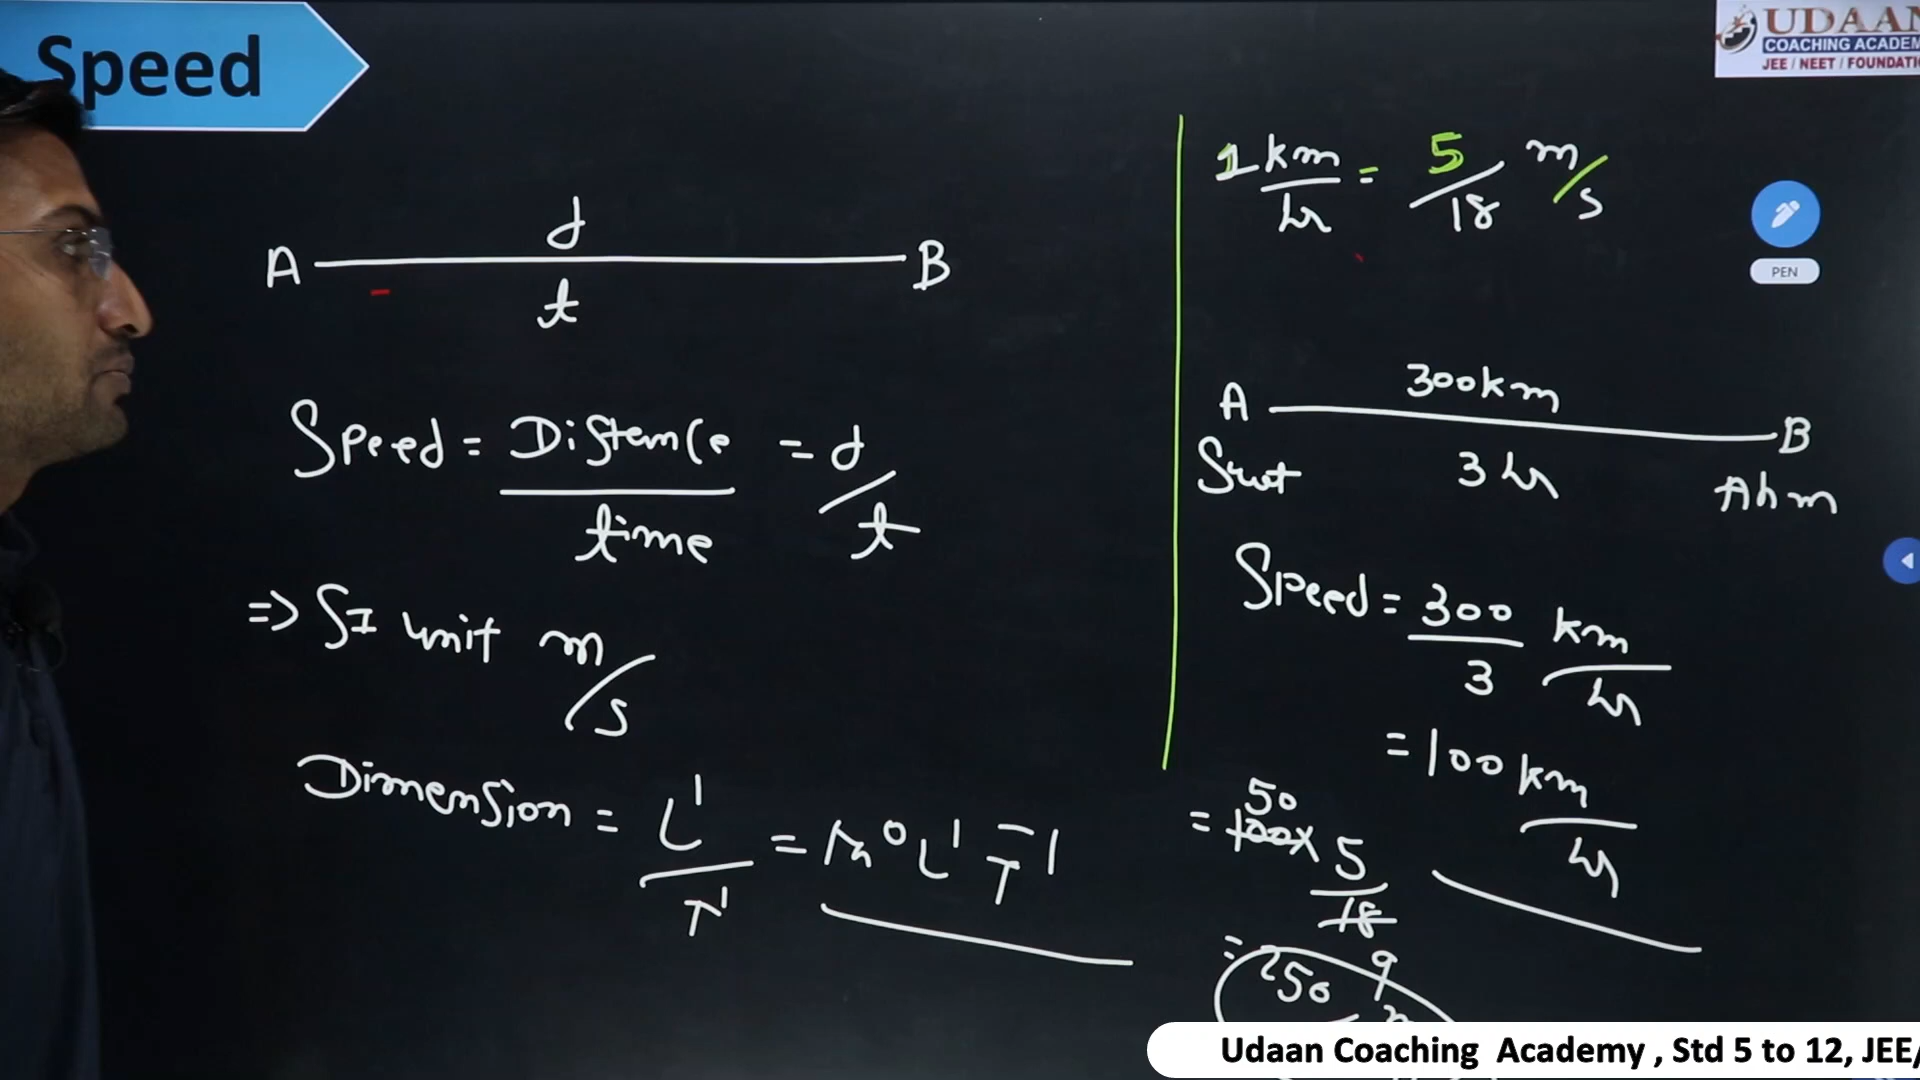 Speed
UDAAN
COACHING ACADEM
JEE / NEET / FOUNDATI
PEN
A d B
t
Speed = Distance = d
time / t
=> SI unit m/s
Dimension = L¹ = M⁰ L¹ T⁻¹
T¹
1 km = 5/18 m/s
hr
300km
A B
Surat 3 hr Ahm
Speed = 300 km
3 hr
= 100 km
hr
50
= 100 x 5
18
9
= 250
Udaan Coaching Academy , Std 5 to 12, JEE/